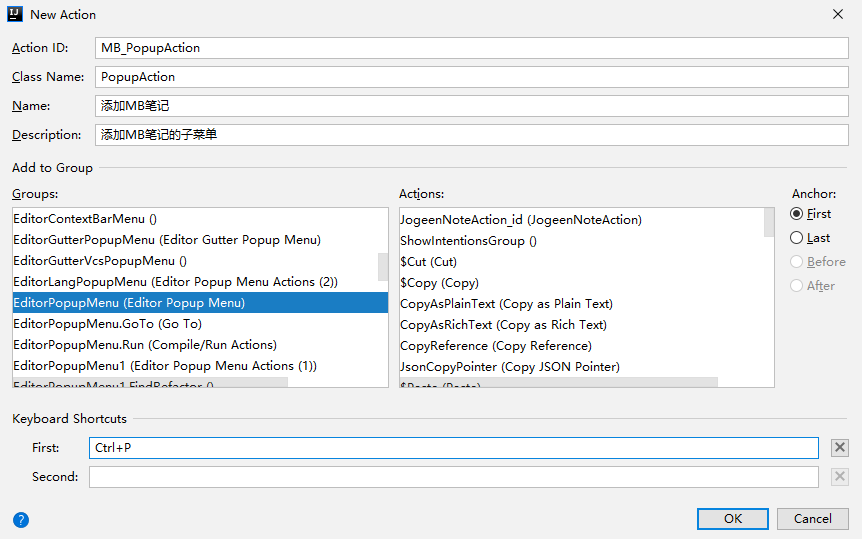 New Action
Action ID: MB_PopupAction
Class Name: PopupAction
Name: 添加MB笔记
Description: 添加MB笔记的子菜单
Add to Group
Groups:
EditorContextBarMenu ()
EditorGutterPopupMenu (Editor Gutter Popup Menu)
EditorGutterVcsPopupMenu ()
EditorLangPopupMenu (Editor Popup Menu Actions (2))
EditorPopupMenu (Editor Popup Menu)
EditorPopupMenu.GoTo (Go To)
EditorPopupMenu.Run (Compile/Run Actions)
EditorPopupMenu1 (Editor Popup Menu Actions (1))
EditorPopupMenu1.FindRefactor ()
Actions:
JogeenNoteAction_id (JogeenNoteAction)
ShowIntentionsGroup ()
$Cut (Cut)
$Copy (Copy)
CopyAsPlainText (Copy as Plain Text)
CopyAsRichText (Copy as Rich Text)
CopyReference (Copy Reference)
JsonCopyPointer (Copy JSON Pointer)
$Paste (Paste)
Anchor:
First
Last
Before
After
Keyboard Shortcuts
First: Ctrl+P
Second:
OK Cancel